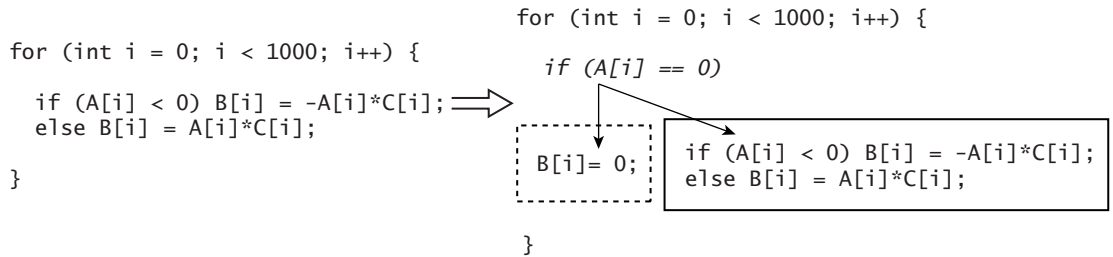 for (int i = 0; i < 1000; i++) {
if (A[i] < 0) B[i] = -A[i]*C[i];
else B[i] = A[i]*C[i];
}
for (int i = 0; i < 1000; i++) {
if (A[i] == 0)
B[i]= 0;
if (A[i] < 0) B[i] = -A[i]*C[i];
else B[i] = A[i]*C[i];
}